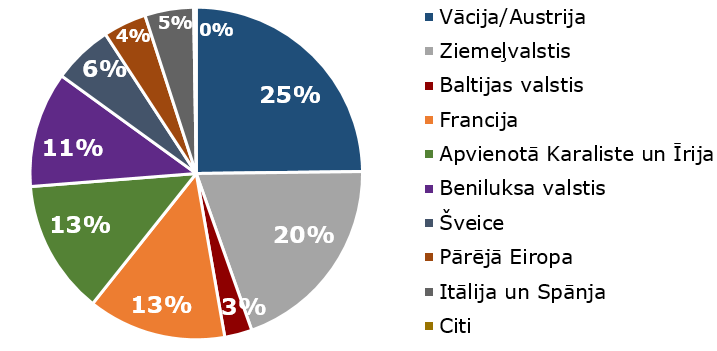 25%
20%
3%
13%
13%
11%
6%
4%
5%
0%
Vācija/Austrija
Ziemeļvalstis
Baltijas valstis
Francija
Apvienotā Karaliste un Īrija
Beniluksa valstis
Šveice
Pārējā Eiropa
Itālija un Spānja
Citi